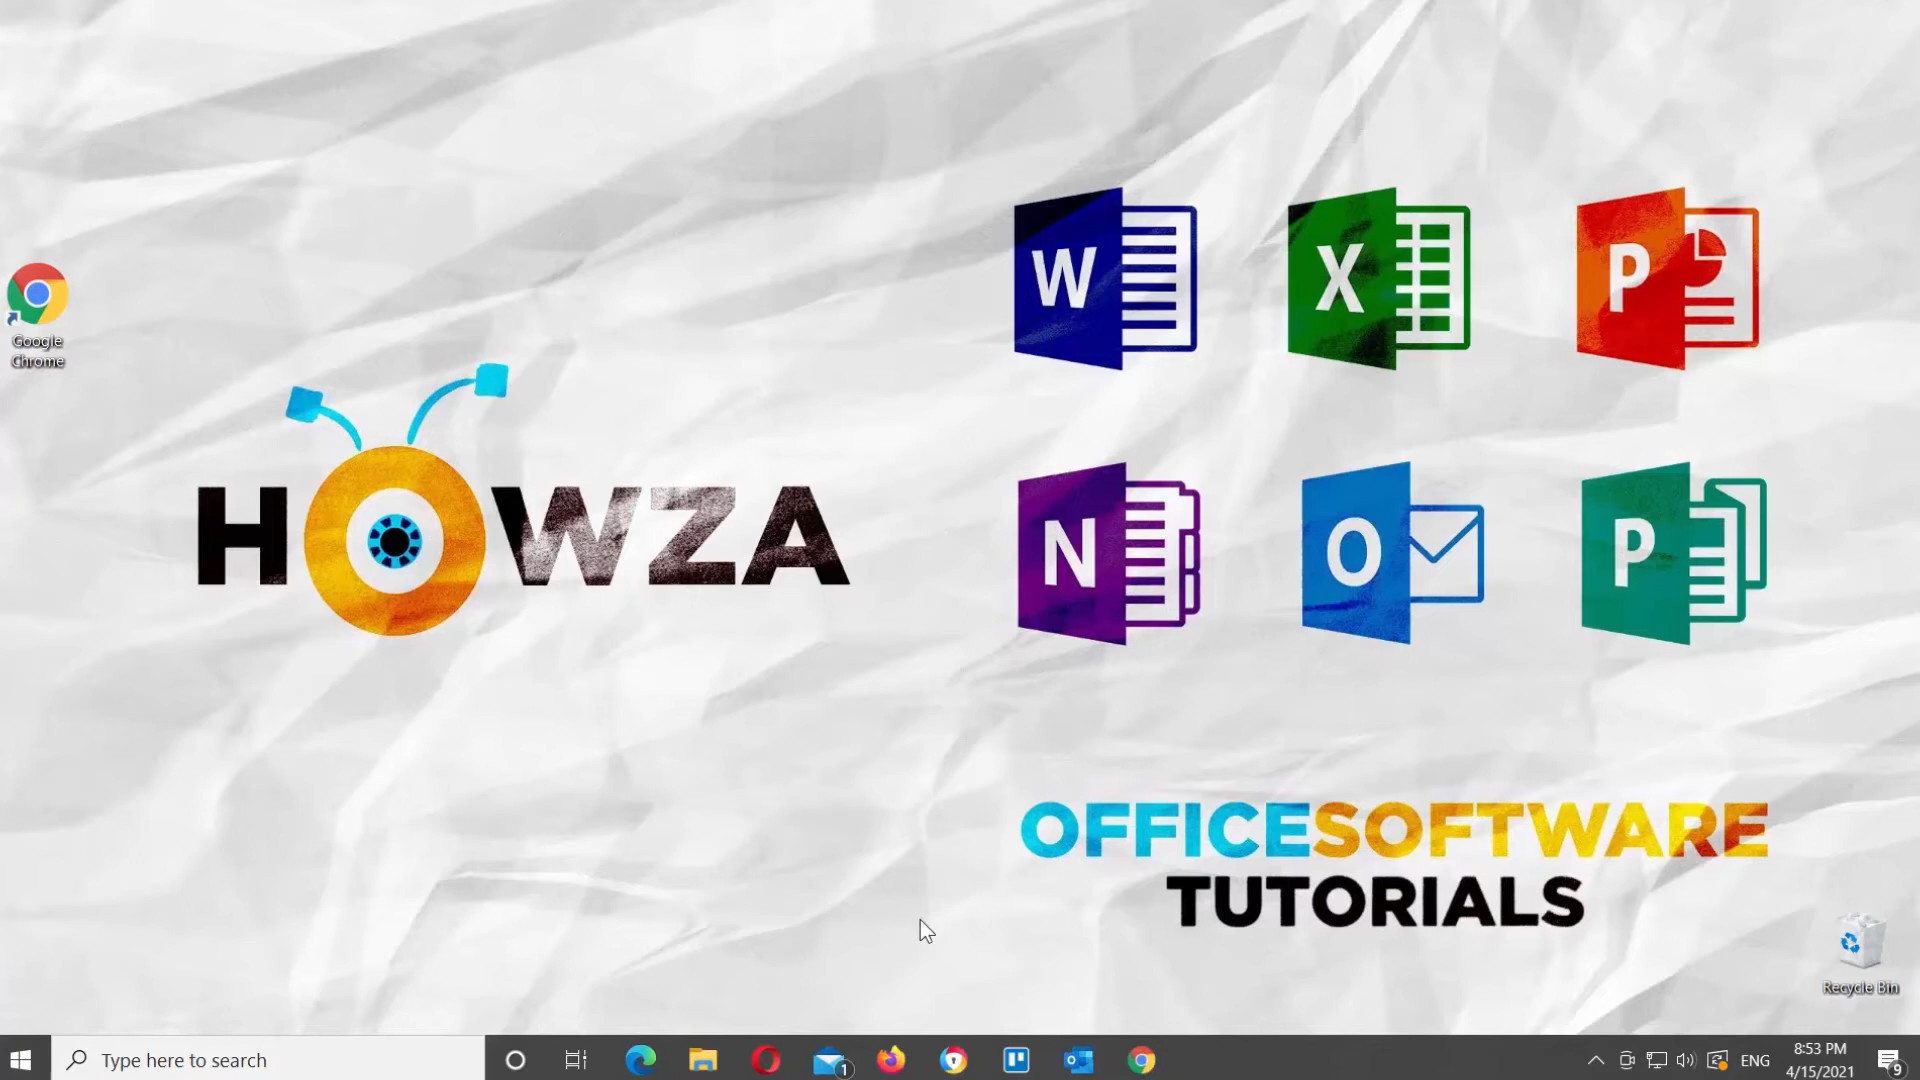 Google
Chrome
HOWZA
W
X
P
N
O
P
OFFICESOFTWARE
TUTORIALS
Recycle Bin
Type here to search
1
ENG
8:53 PM
4/15/2021
9